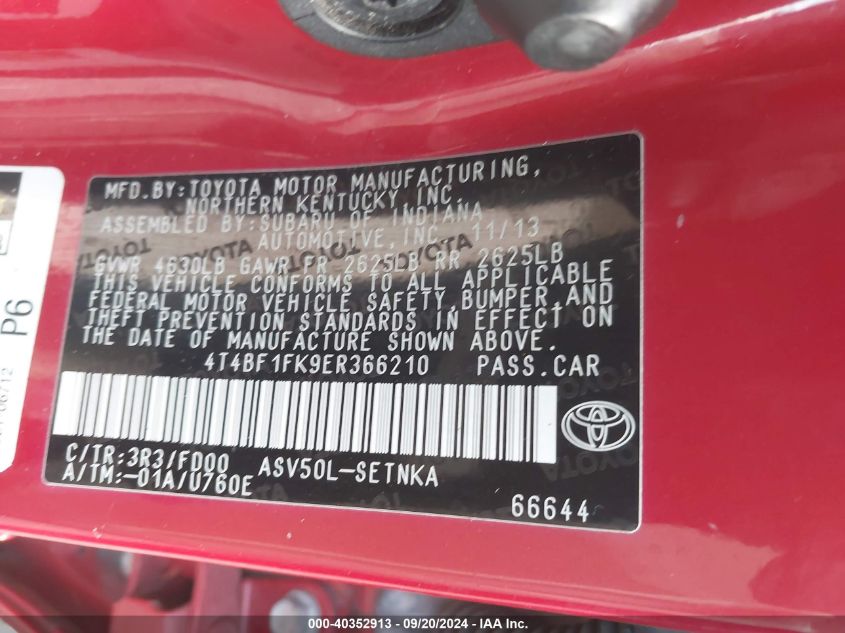 MFD.BY:TOYOTA MOTOR MANUFACTURING,
NORTHERN KENTUCKY, INC.
ASSEMBLED BY:SUBARU OF INDIANA
AUTOMOTIVE, INC. 11/13
GVWR 4630LB GAWR FR 2625LB RR 2625LB
THIS VEHICLE CONFORMS TO ALL APPLICABLE
FEDERAL MOTOR VEHICLE SAFETY, BUMPER, AND
THEFT PREVENTION STANDARDS IN EFFECT ON
THE DATE OF MANUFACTURE SHOWN ABOVE.
4T4BF1FK9ER366210 PASS.CAR
C/TR:3R3/FD00 ASV50L-SETNKA
A/TM:-01A/U760E
66644
P6
000-40352913 - 09/20/2024 - IAA Inc.